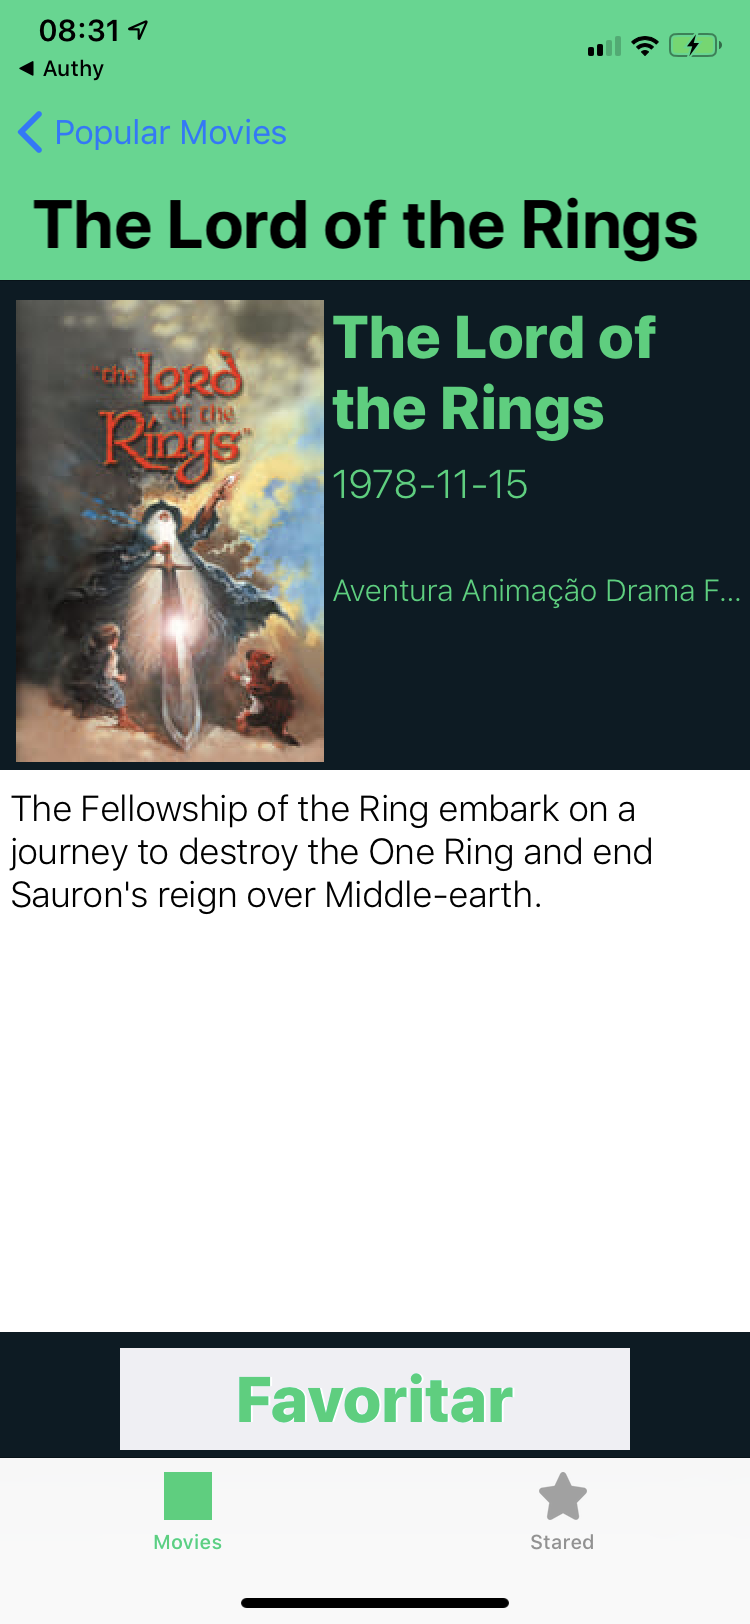 08:31
◀ Authy
Popular Movies
The Lord of the Rings
"the Lord
of the
Rings"
The Lord of
the Rings
1978-11-15
Aventura Animação Drama F...
The Fellowship of the Ring embark on a
journey to destroy the One Ring and end
Sauron's reign over Middle-earth.
Favoritar
Movies
Stared